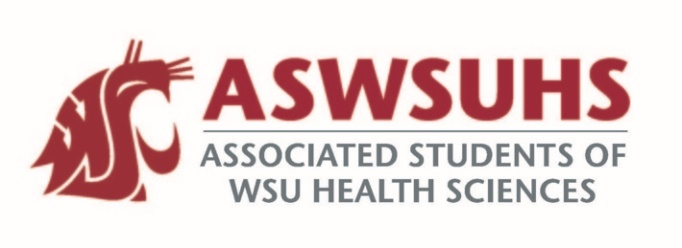 ASWSUHS
ASSOCIATED STUDENTS OF
WSU HEALTH SCIENCES